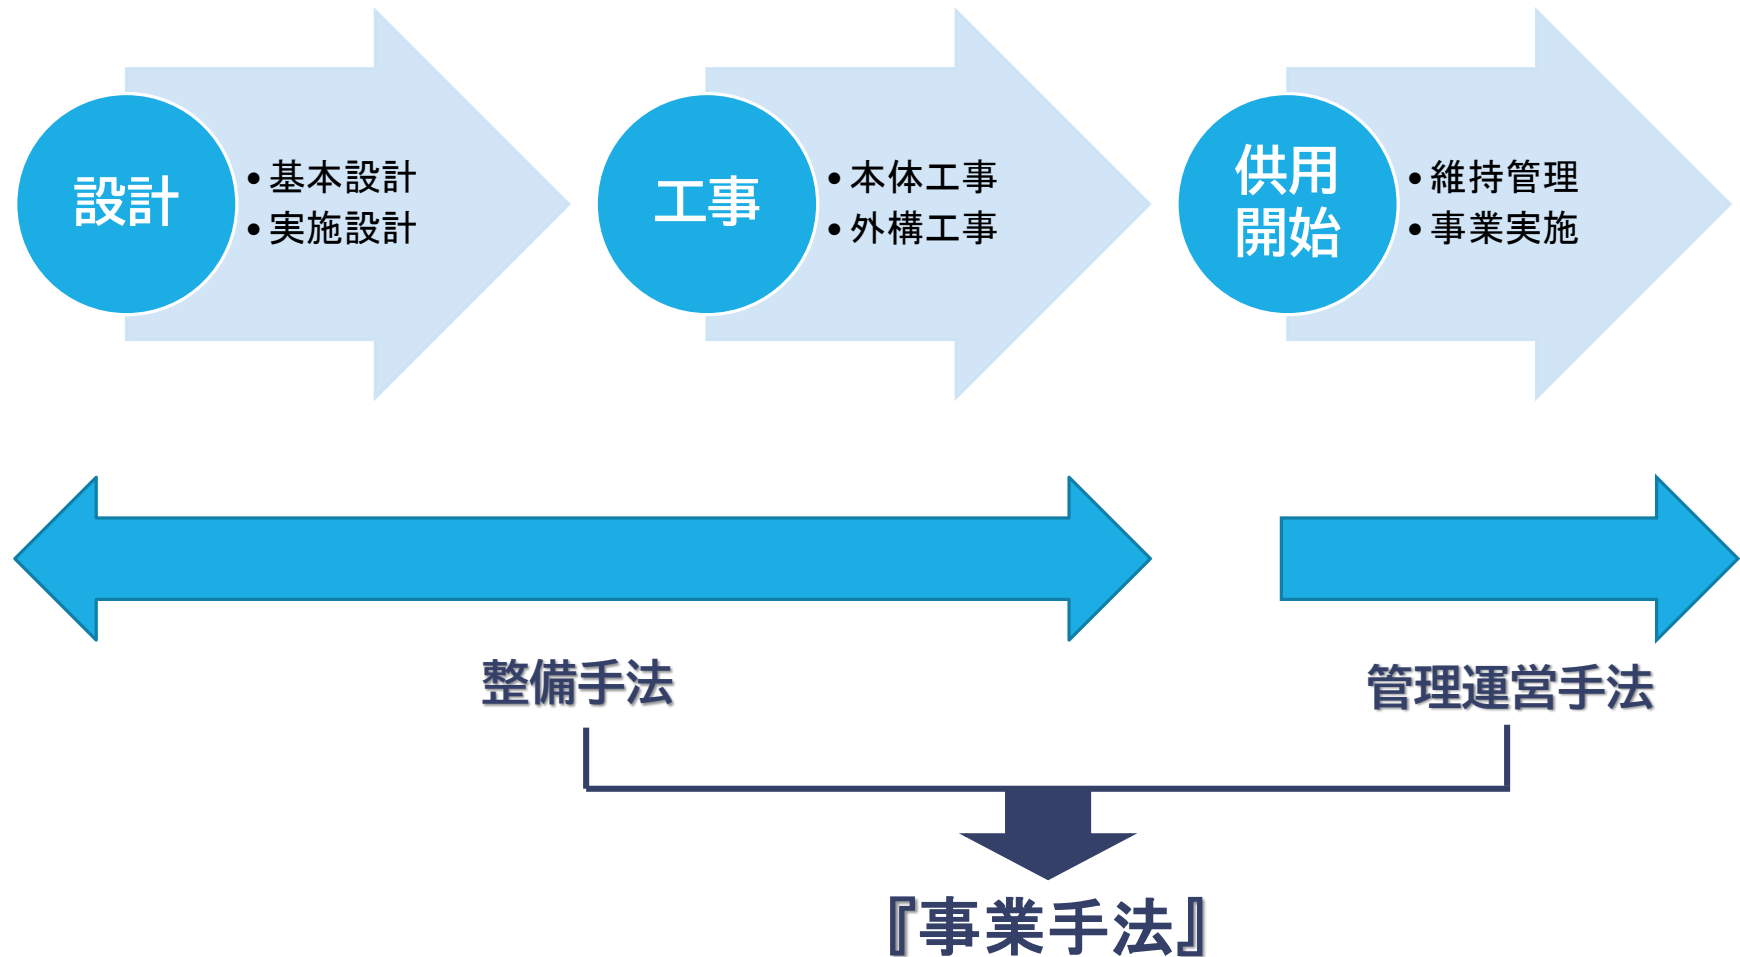 設計
• 基本設計
• 実施設計
工事
• 本体工事
• 外構工事
供用
開始
• 維持管理
• 事業実施
整備手法
管理運営手法
『事業手法』